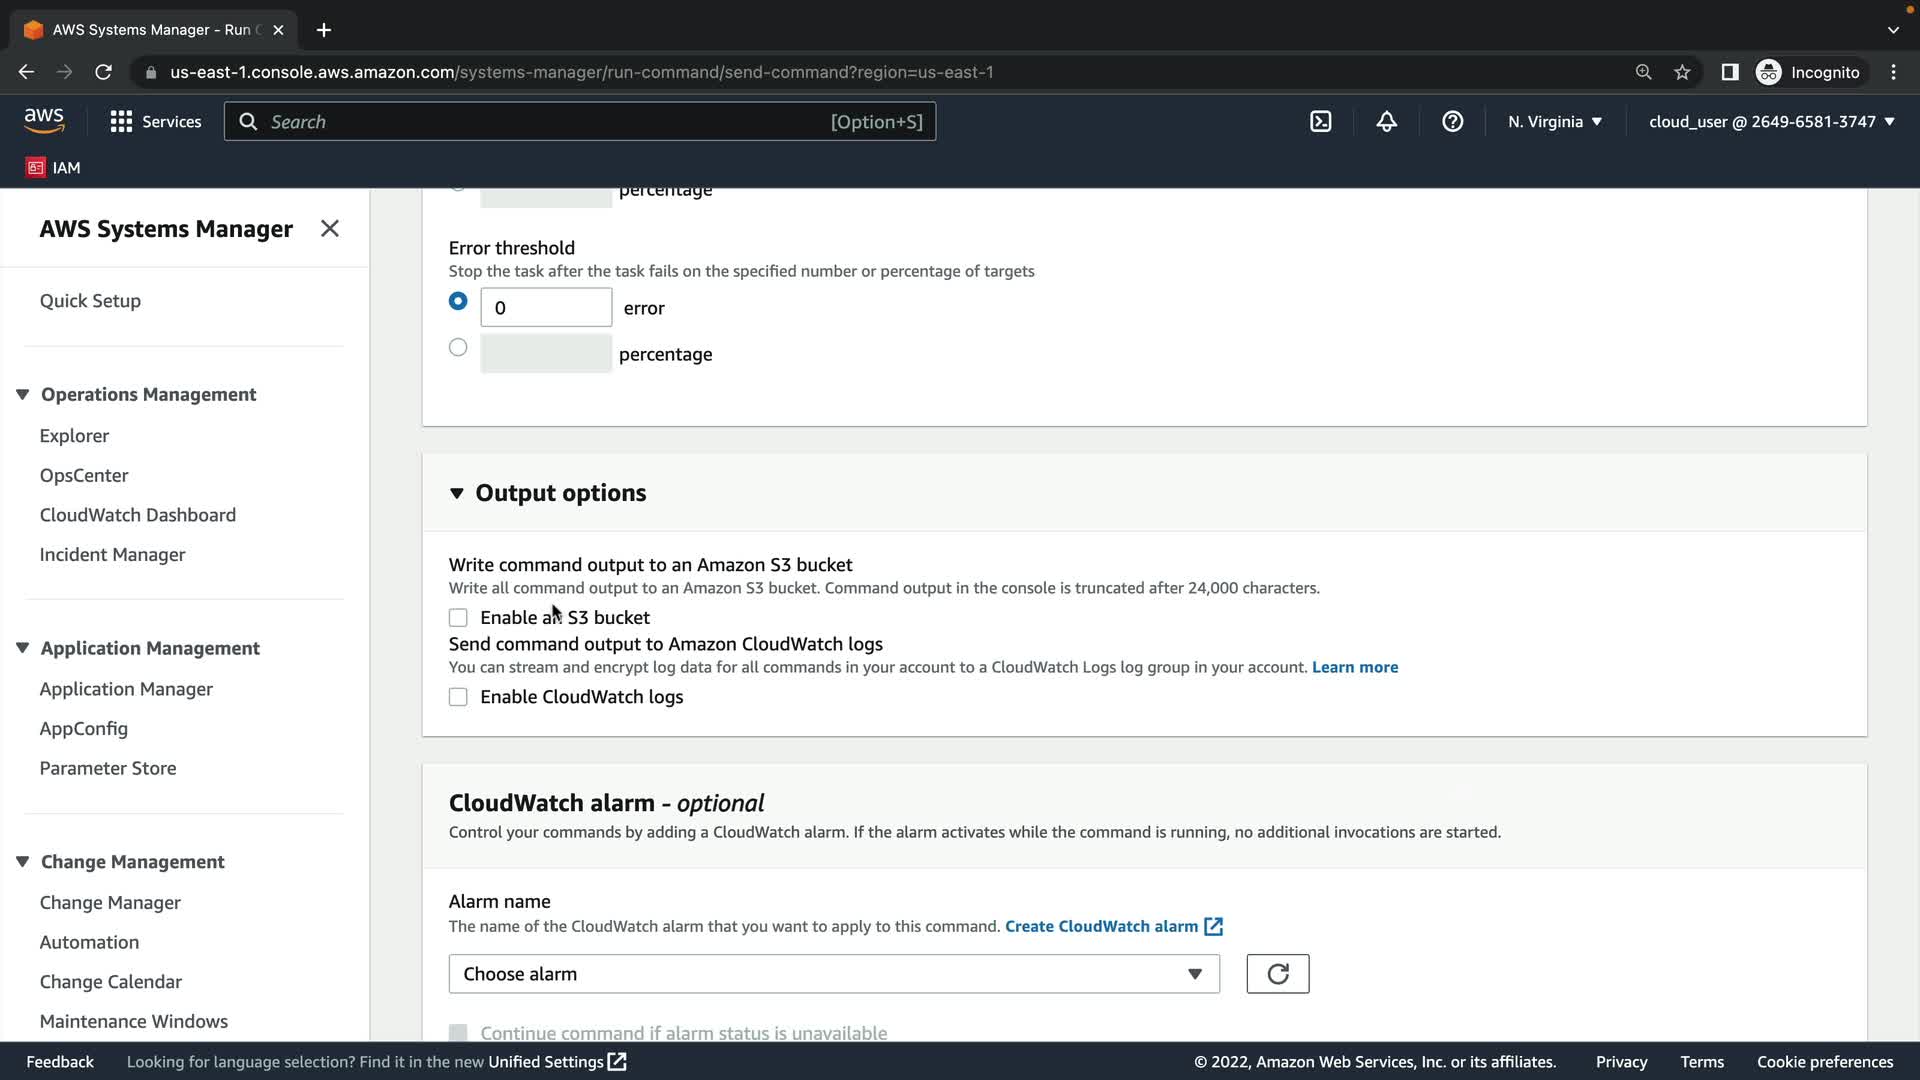 AWS Systems Manager - Run
us-east-1.console.aws.amazon.com/systems-manager/run-command/send-command?region=us-east-1
Incognito
aws
Services
Search
[Option+S]
N. Virginia
cloud_user @ 2649-6581-3747
IAM
AWS Systems Manager
Quick Setup
Operations Management
Explorer
OpsCenter
CloudWatch Dashboard
Incident Manager
Application Management
Application Manager
AppConfig
Parameter Store
Change Management
Change Manager
Automation
Change Calendar
Maintenance Windows
percentage
Error threshold
Stop the task after the task fails on the specified number or percentage of targets
0 error
percentage
Output options
Write command output to an Amazon S3 bucket
Write all command output to an Amazon S3 bucket. Command output in the console is truncated after 24,000 characters.
Enable an S3 bucket
Send command output to Amazon CloudWatch logs
You can stream and encrypt log data for all commands in your account to a CloudWatch Logs log group in your account. Learn more
Enable CloudWatch logs
CloudWatch alarm - optional
Control your commands by adding a CloudWatch alarm. If the alarm activates while the command is running, no additional invocations are started.
Alarm name
The name of the CloudWatch alarm that you want to apply to this command. Create CloudWatch alarm
Choose alarm
Continue command if alarm status is unavailable
Feedback
Looking for language selection? Find it in the new Unified Settings
© 2022, Amazon Web Services, Inc. or its affiliates.
Privacy
Terms
Cookie preferences